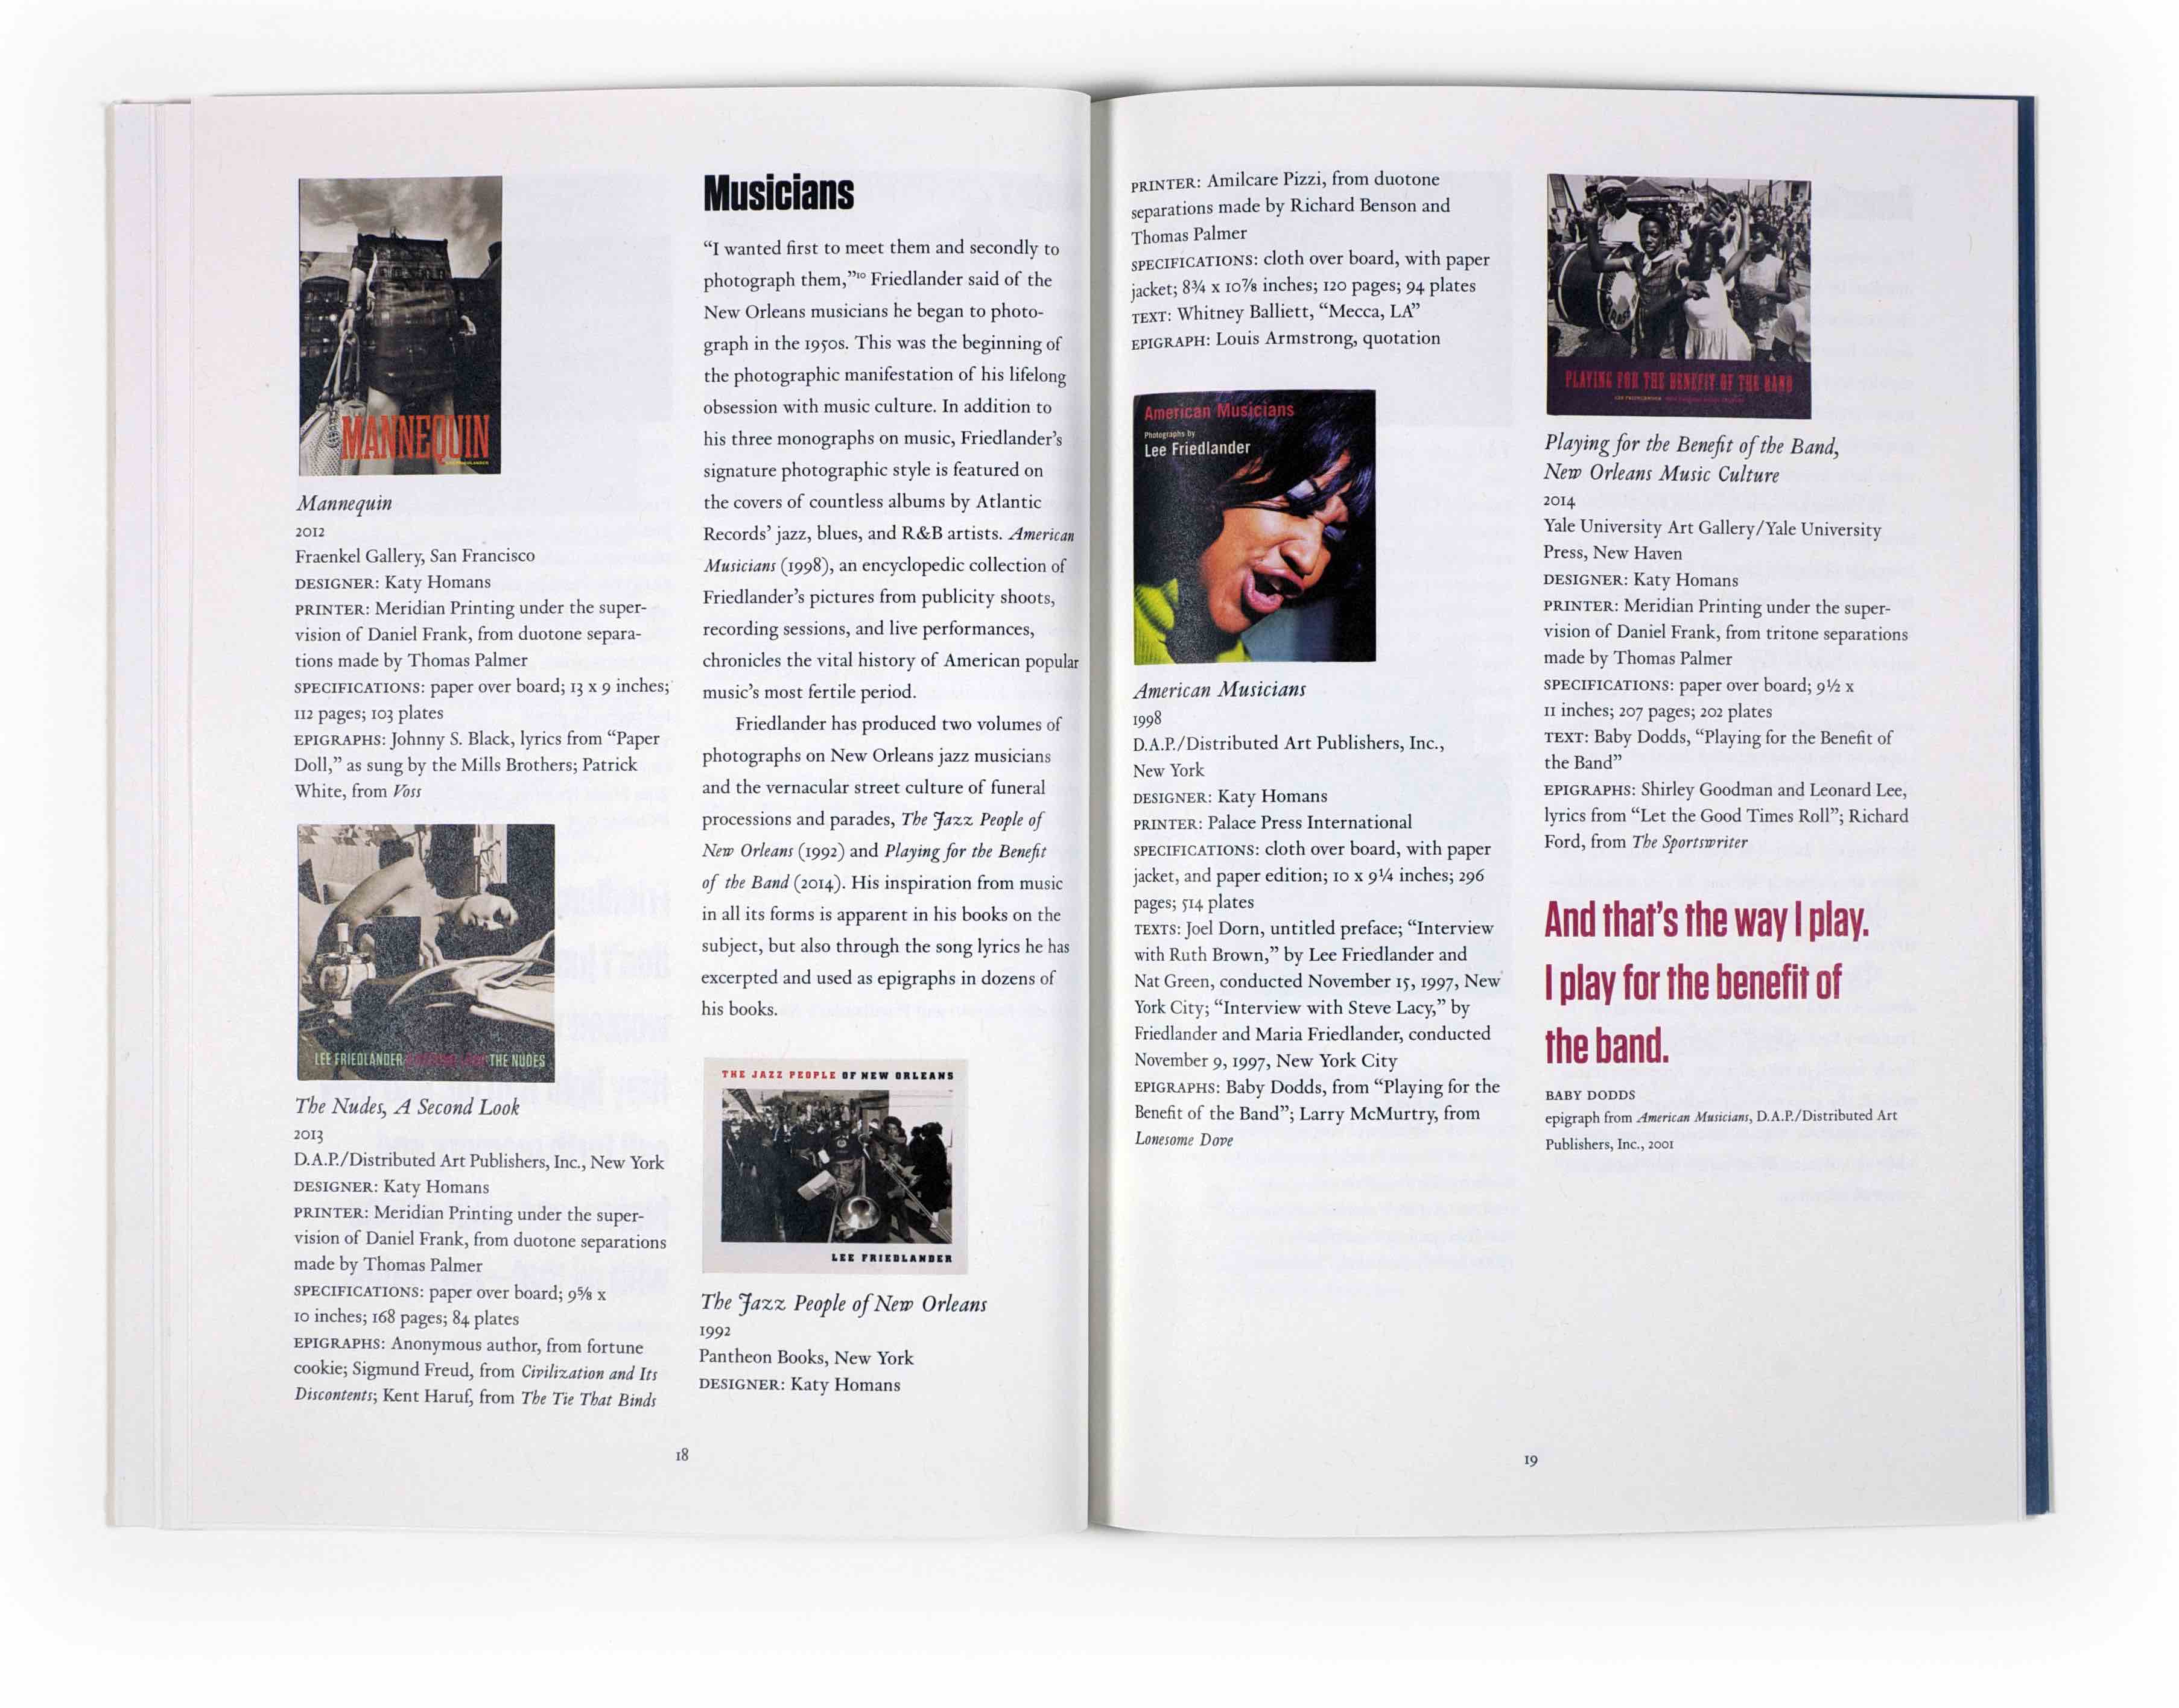 MANNEQUIN
Mannequin
2012
Fraenkel Gallery, San Francisco
DESIGNER: Katy Homans
PRINTER: Meridian Printing under the super-
vision of Daniel Frank, from duotone separa-
tions made by Thomas Palmer
SPECIFICATIONS: paper over board; 13 x 9 inches;
112 pages; 103 plates
EPIGRAPHS: Johnny S. Black, lyrics from “Paper
Doll,” as sung by the Mills Brothers; Patrick
White, from Voss
LEE FRIEDLANDER THE NUDES
The Nudes, A Second Look
2013
D.A.P./Distributed Art Publishers, Inc., New York
DESIGNER: Katy Homans
PRINTER: Meridian Printing under the super-
vision of Daniel Frank, from duotone separations
made by Thomas Palmer
SPECIFICATIONS: paper over board; 9⅝ x
10 inches; 168 pages; 84 plates
EPIGRAPHS: Anonymous author, from fortune
cookie; Sigmund Freud, from Civilization and Its
Discontents; Kent Haruf, from The Tie That Binds
Musicians
“I wanted first to meet them and secondly to
photograph them,”¹⁰ Friedlander said of the
New Orleans musicians he began to photo-
graph in the 1950s. This was the beginning of
the photographic manifestation of his lifelong
obsession with music culture. In addition to
his three monographs on music, Friedlander’s
signature photographic style is featured on
the covers of countless albums by Atlantic
Records’ jazz, blues, and R&B artists. American
Musicians (1998), an encyclopedic collection of
Friedlander’s pictures from publicity shoots,
recording sessions, and live performances,
chronicles the vital history of American popular
music’s most fertile period.
Friedlander has produced two volumes of
photographs on New Orleans jazz musicians
and the vernacular street culture of funeral
processions and parades, The Jazz People of
New Orleans (1992) and Playing for the Benefit
of the Band (2014). His inspiration from music
in all its forms is apparent in his books on the
subject, but also through the song lyrics he has
excerpted and used as epigraphs in dozens of
his books.
THE JAZZ PEOPLE OF NEW ORLEANS
LEE FRIEDLANDER
The Jazz People of New Orleans
1992
Pantheon Books, New York
DESIGNER: Katy Homans
18
PRINTER: Amilcare Pizzi, from duotone
separations made by Richard Benson and
Thomas Palmer
SPECIFICATIONS: cloth over board, with paper
jacket; 8¾ x 10⅞ inches; 120 pages; 94 plates
TEXT: Whitney Balliett, “Mecca, LA”
EPIGRAPH: Louis Armstrong, quotation
American Musicians
Photographs by
Lee Friedlander
American Musicians
1998
D.A.P./Distributed Art Publishers, Inc.,
New York
DESIGNER: Katy Homans
PRINTER: Palace Press International
SPECIFICATIONS: cloth over board, with paper
jacket, and paper edition; 10 x 9¼ inches; 296
pages; 514 plates
TEXTS: Joel Dorn, untitled preface; “Interview
with Ruth Brown,” by Lee Friedlander and
Nat Green, conducted November 15, 1997, New
York City; “Interview with Steve Lacy,” by
Friedlander and Maria Friedlander, conducted
November 9, 1997, New York City
EPIGRAPHS: Baby Dodds, from “Playing for the
Benefit of the Band”; Larry McMurtry, from
Lonesome Dove
PLAYING FOR THE BENEFIT OF THE BAND
Playing for the Benefit of the Band,
New Orleans Music Culture
2014
Yale University Art Gallery/Yale University
Press, New Haven
DESIGNER: Katy Homans
PRINTER: Meridian Printing under the super-
vision of Daniel Frank, from tritone separations
made by Thomas Palmer
SPECIFICATIONS: paper over board; 9½ x
11 inches; 207 pages; 202 plates
TEXT: Baby Dodds, “Playing for the Benefit of
the Band”
EPIGRAPHS: Shirley Goodman and Leonard Lee,
lyrics from “Let the Good Times Roll”; Richard
Ford, from The Sportswriter
And that’s the way I play.
I play for the benefit of
the band.
BABY DODDS
epigraph from American Musicians, D.A.P./Distributed Art
Publishers, Inc., 2001
19